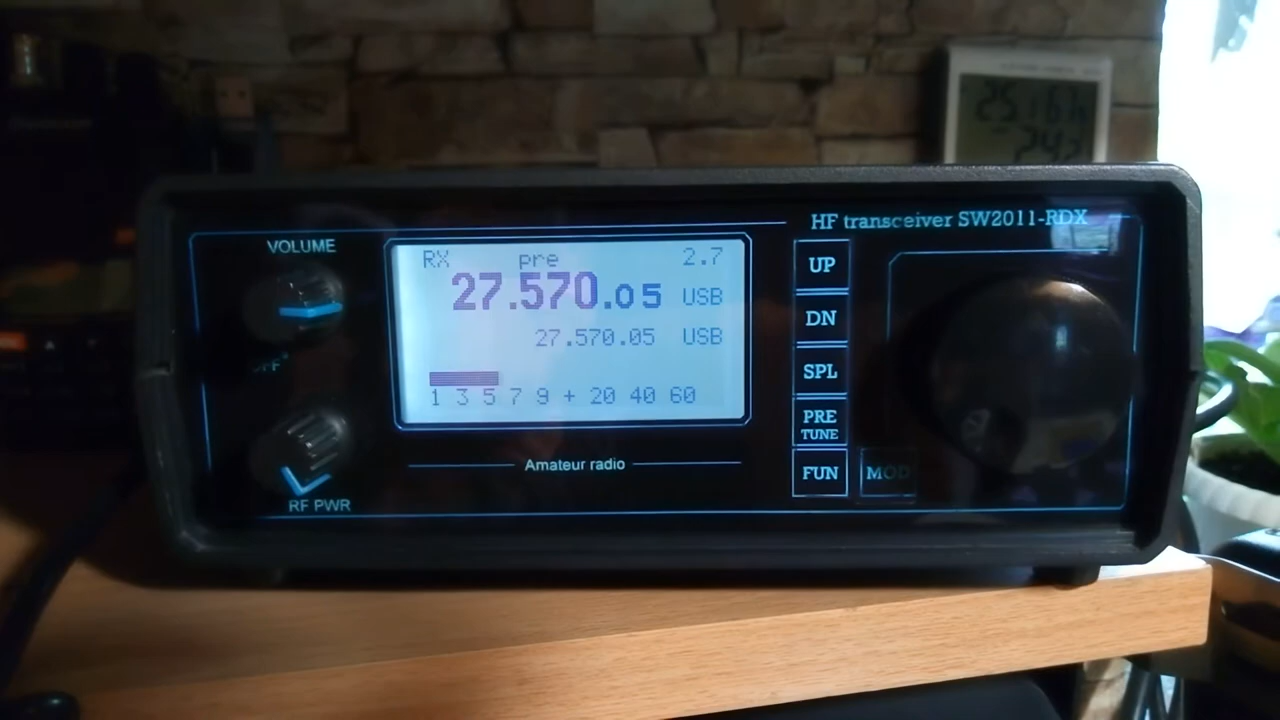 HF transceiver SW2011-RDX
VOLUME
RX pre 2.7
27.570.05 USB
27.570.05 USB
1 3 5 7 9 + 20 40 60
Amateur radio
RF PWR
UP
DN
SPL
PRE
TUNE
FUN
MOD